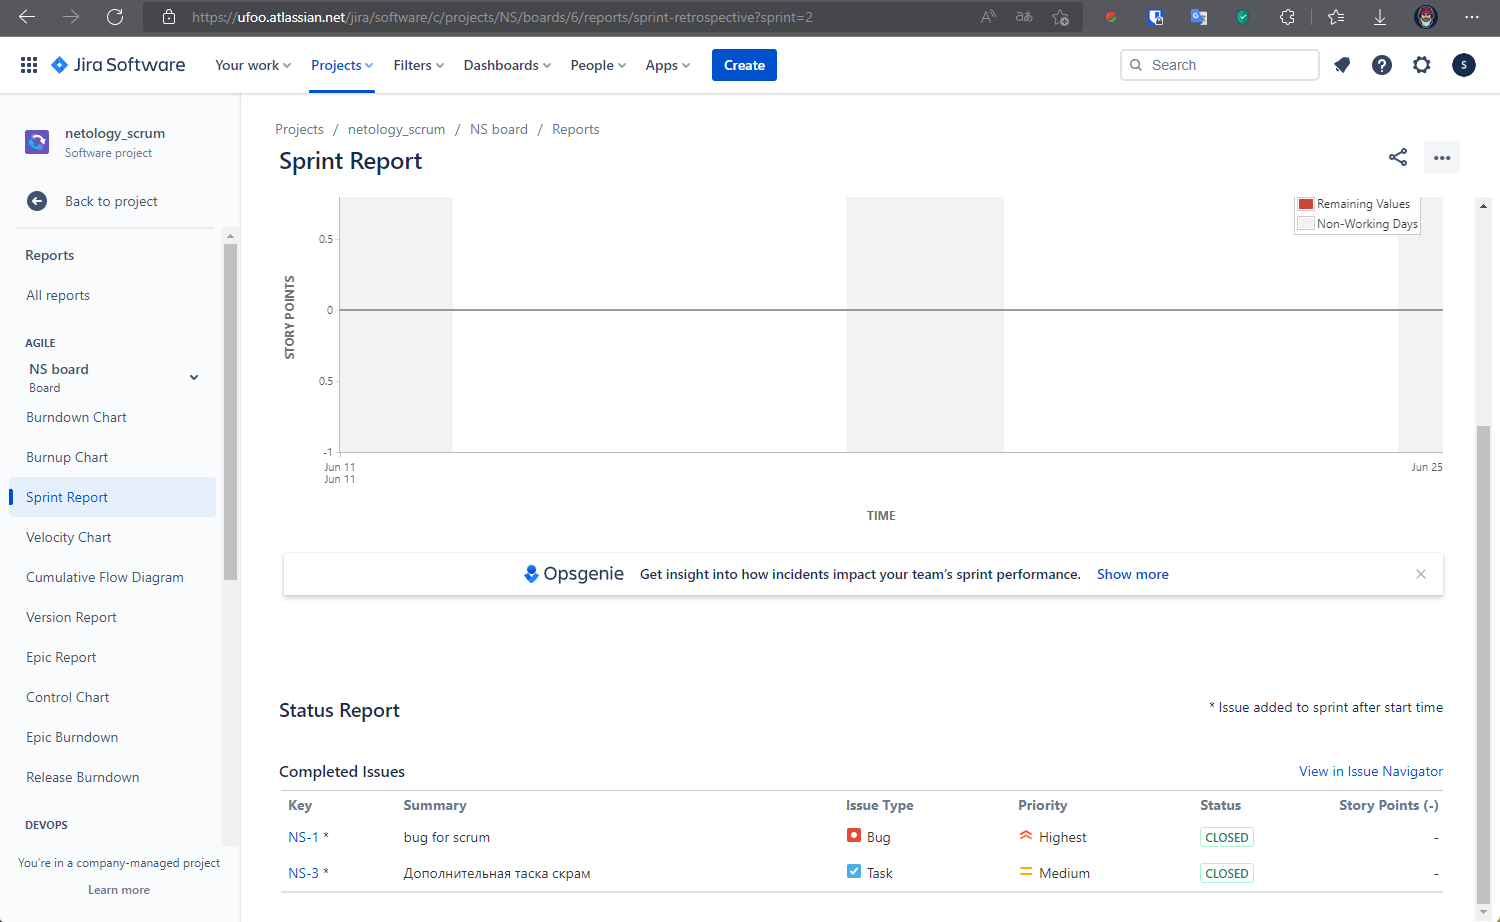 https://ufoo.atlassian.net/jira/software/c/projects/NS/boards/6/reports/sprint-retrospective?sprint=2
Jira Software
Your work
Projects
Filters
Dashboards
People
Apps
Create
Search
S
netology_scrum
Software project
Back to project
Reports
All reports
AGILE
NS board
Board
Burndown Chart
Burnup Chart
Sprint Report
Velocity Chart
Cumulative Flow Diagram
Version Report
Epic Report
Control Chart
Epic Burndown
Release Burndown
DEVOPS
You're in a company-managed project
Learn more
Projects / netology_scrum / NS board / Reports
Sprint Report
Remaining Values
Non-Working Days
STORY POINTS
0.5
0
0.5
-1
Jun 11
Jun 11
Jun 25
TIME
Opsgenie Get insight into how incidents impact your team’s sprint performance. Show more
Status Report
* Issue added to sprint after start time
Completed Issues
View in Issue Navigator
Key Summary Issue Type Priority Status Story Points (-)
NS-1 * bug for scrum Bug Highest CLOSED -
NS-3 * Дополнительная таска скрам Task Medium CLOSED -